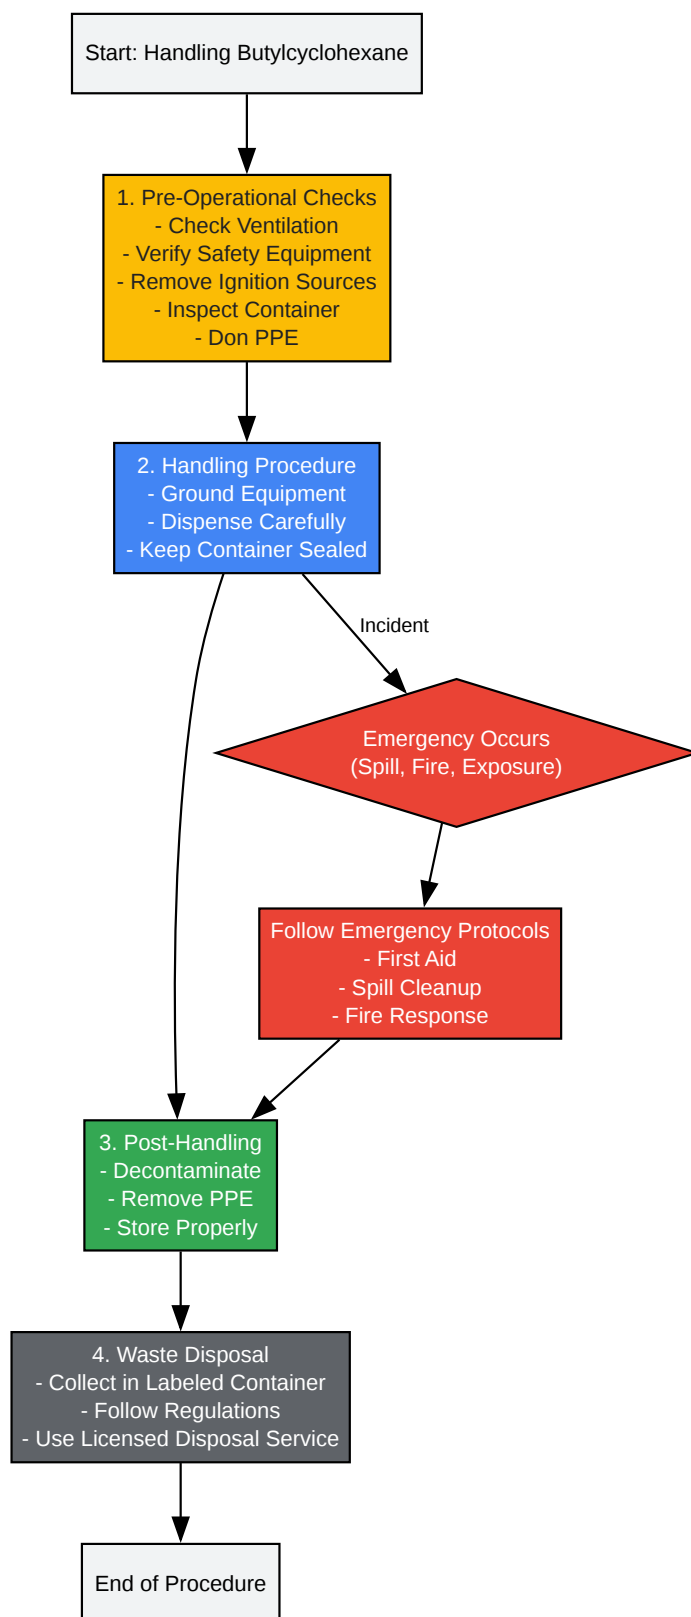 Start: Handling Butylcyclohexane
1. Pre-Operational Checks
- Check Ventilation
- Verify Safety Equipment
- Remove Ignition Sources
- Inspect Container
- Don PPE
2. Handling Procedure
- Ground Equipment
- Dispense Carefully
- Keep Container Sealed
Incident
Emergency Occurs
(Spill, Fire, Exposure)
Follow Emergency Protocols
- First Aid
- Spill Cleanup
- Fire Response
3. Post-Handling
- Decontaminate
- Remove PPE
- Store Properly
4. Waste Disposal
- Collect in Labeled Container
- Follow Regulations
- Use Licensed Disposal Service
End of Procedure